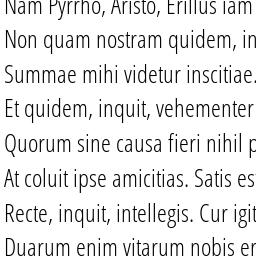 Nam Pyrrho, Aristo, Erillus iam
Non quam nostram quidem, in
Summae mihi videtur inscitiae.
Et quidem, inquit, vehementer
Quorum sine causa fieri nihil p
At coluit ipse amicitias. Satis es
Recte, inquit, intellegis. Cur igit
Duarum enim vitarum nobis er